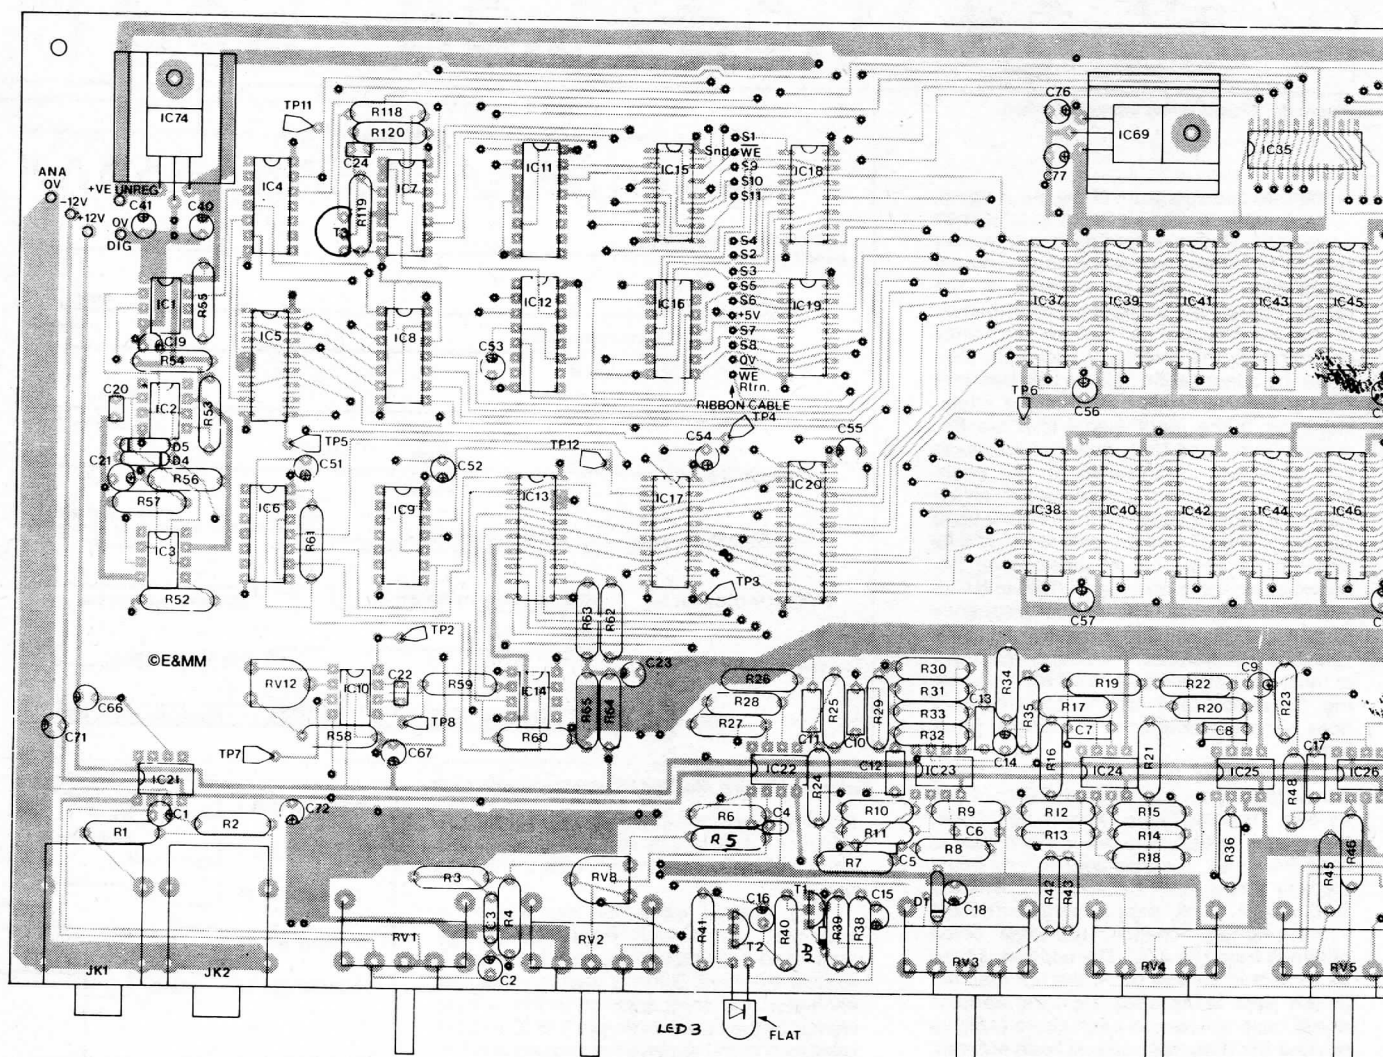 IC74
TP11
R118
R120
C24
IC4
IC7
R119
T3
IC11
IC15
IC18
S1
Snd
WE
S9
S10
S11
C76
IC69
C77
IC35
ANA
0V
-12V
+12V
+VE UNREG
C41
0V
DIG
C40
S4
S2
S3
S5
S6
+5V
S7
S8
0V
WE
Rtrn.
RIBBON CABLE
IC1
R55
C19
R54
IC5
IC8
C53
IC12
IC16
IC19
IC37
IC39
IC41
IC43
IC45
C20
IC2
R53
D5
D4
C21
R56
R57
TP5
C51
C52
TP12
TP4
C54
C55
TP6
C56
IC3
R52
IC6
R61
IC9
IC13
IC17
IC20
TP3
IC38
IC40
IC42
IC44
IC46
C57
R63
R62
©E&MM
TP2
RV12
IC10
C22
R59
IC14
C23
R65
R64
TP8
R58
R60
TP7
C67
C66
C71
R26
R28
R27
C11
R25
C10
R29
R30
R31
R33
R32
C13
R34
R35
C14
R19
R17
C7
R16
R21
R22
R20
C8
C9
R23
C17
IC21
C1
R1
R2
C72
IC22
R24
C12
IC23
IC24
IC25
R48
IC26
R6
C4
R5
R10
R11
R7
C5
R9
C6
R8
R12
R13
R15
R14
R18
R36
R45
R46
R3
C3
R4
RV8
R41
T2
C16
R40
T1
R39
R38
C15
D1
C18
R42
R43
JK1
JK2
RV1
C2
RV2
RV3
RV4
RV5
LED 3
FLAT